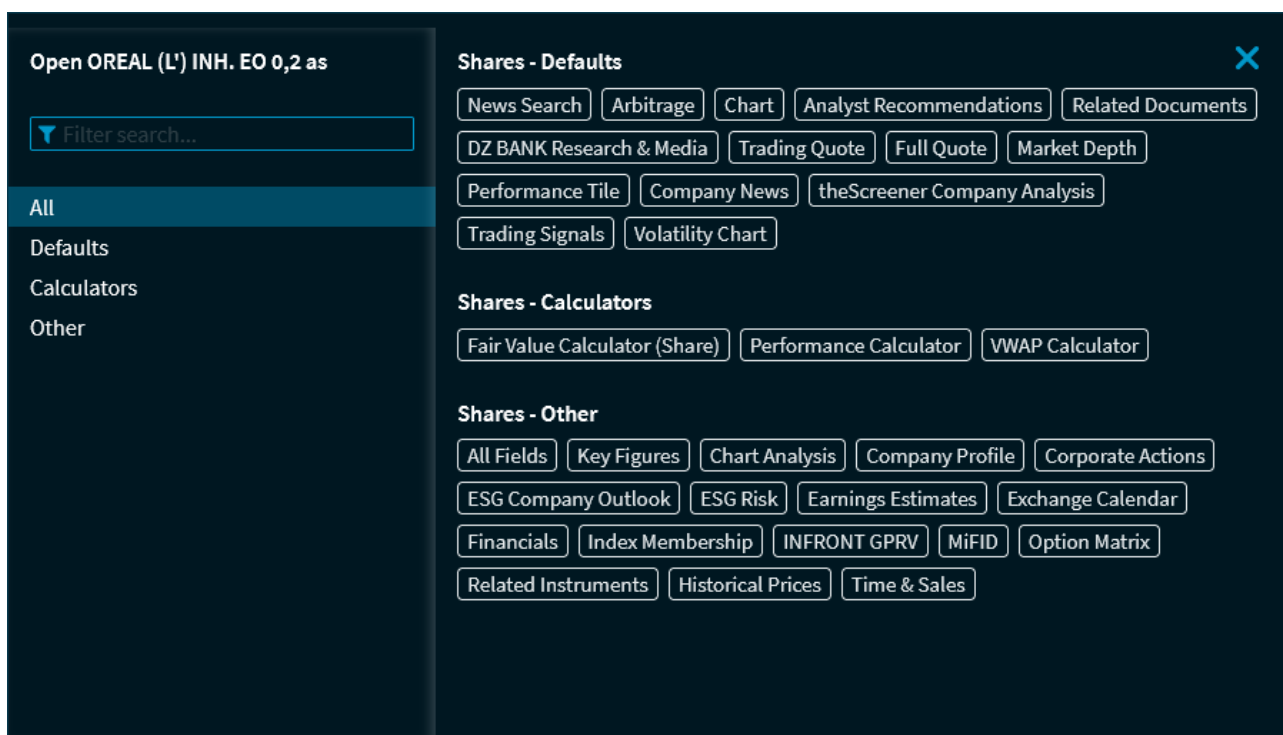 Open OREAL (L') INH. EO 0,2 as
Filter search...
All
Defaults
Calculators
Other
Shares - Defaults
News Search Arbitrage Chart Analyst Recommendations Related Documents
DZ BANK Research & Media Trading Quote Full Quote Market Depth
Performance Tile Company News theScreener Company Analysis
Trading Signals Volatility Chart
Shares - Calculators
Fair Value Calculator (Share) Performance Calculator VWAP Calculator
Shares - Other
All Fields Key Figures Chart Analysis Company Profile Corporate Actions
ESG Company Outlook ESG Risk Earnings Estimates Exchange Calendar
Financials Index Membership INFRONT GPRV MiFID Option Matrix
Related Instruments Historical Prices Time & Sales